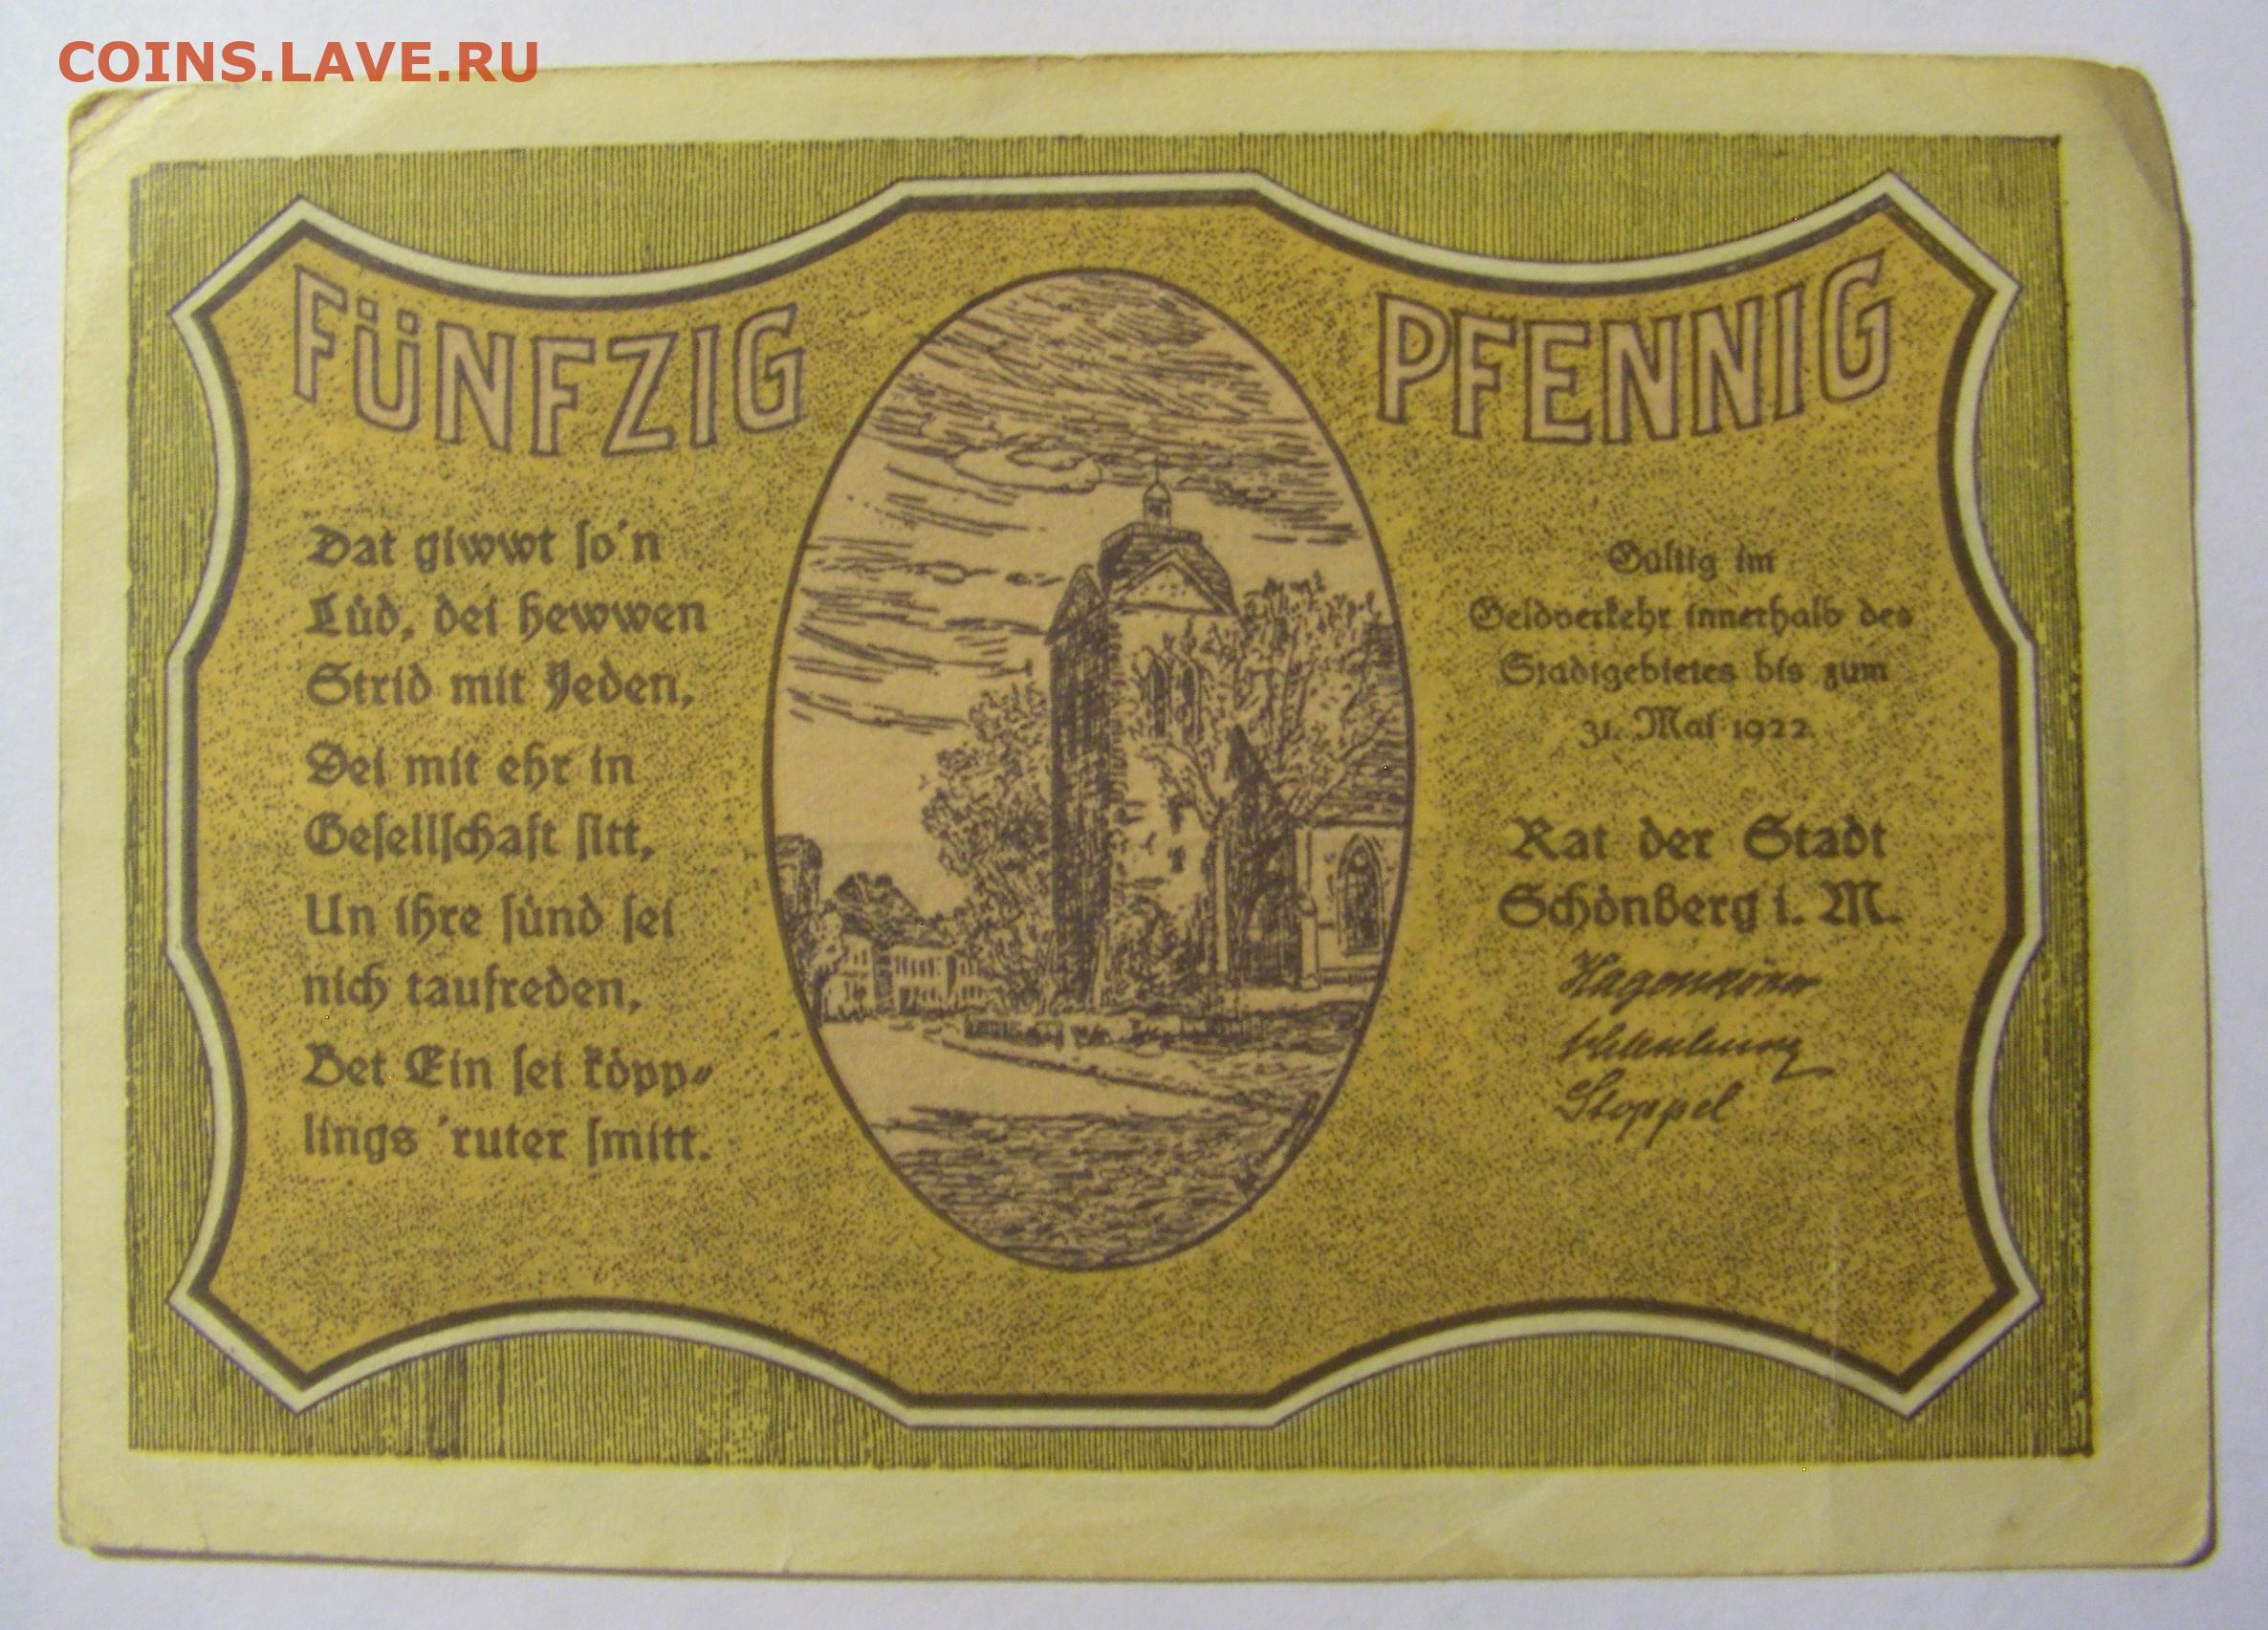 COINS.LAVE.RU
FÜNFZIG PFENNIG
Dat giwwt so'n
Lüd, dei hewwen
Strid mit Jeden,
Dei mit ehr in
Gesellschaft sitt,
Un ihre sünd sei
nich taufreden,
Bet Ein sei köpp-
lings 'ruter smitt.
Gültig im
Geldverkehr innerhalb des
Stadtgebietes bis zum
31. Mai 1922.
Rat der Stadt
Schönberg i. M.
Stoppel